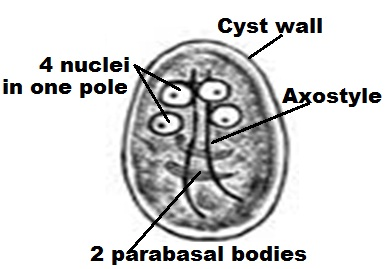 Cyst wall
4 nuclei
in one pole
Axostyle
2 parabasal bodies